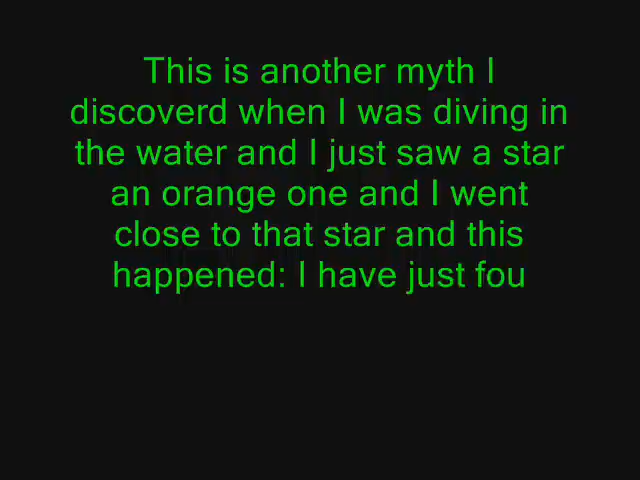 This is another myth I
discoverd when I was diving in
the water and I just saw a star
an orange one and I went
close to that star and this
happened: I have just fou